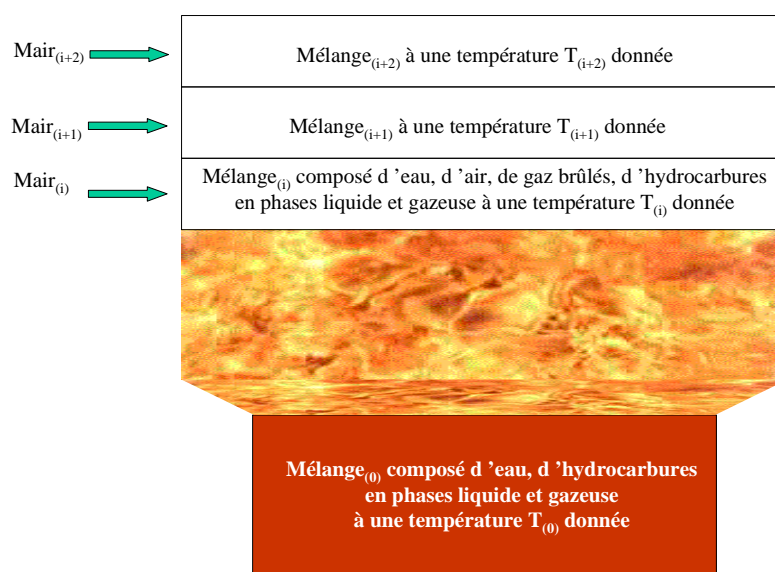 Mair(i+2)
Mélange(i+2) à une température T(i+2) donnée
Mair(i+1)
Mélange(i+1) à une température T(i+1) donnée
Mair(i)
Mélange(i) composé d ’eau, d ’air, de gaz brûlés, d ’hydrocarbures
en phases liquide et gazeuse à une température T(i) donnée
Mélange(0) composé d ’eau, d ’hydrocarbures
en phases liquide et gazeuse
à une température T(0) donnée